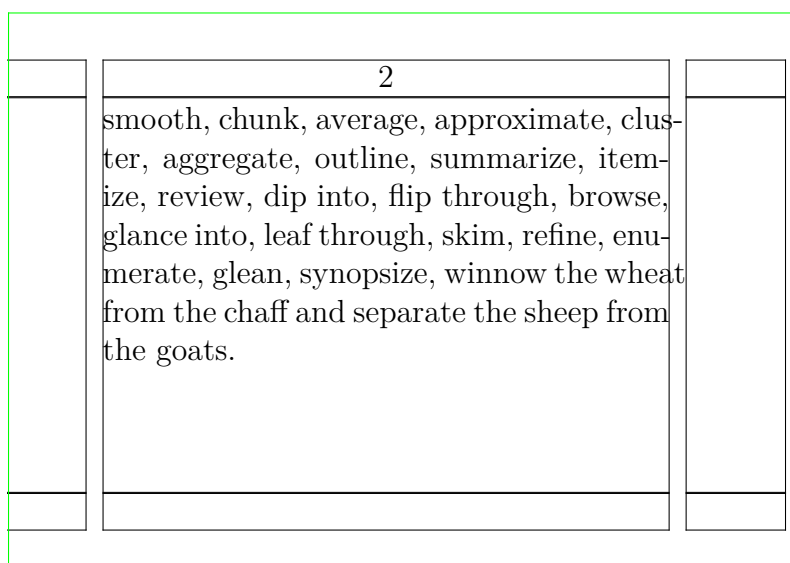 2
smooth, chunk, average, approximate, clus-
ter, aggregate, outline, summarize, item-
ize, review, dip into, flip through, browse,
glance into, leaf through, skim, refine, enu-
merate, glean, synopsize, winnow the wheat
from the chaff and separate the sheep from
the goats.